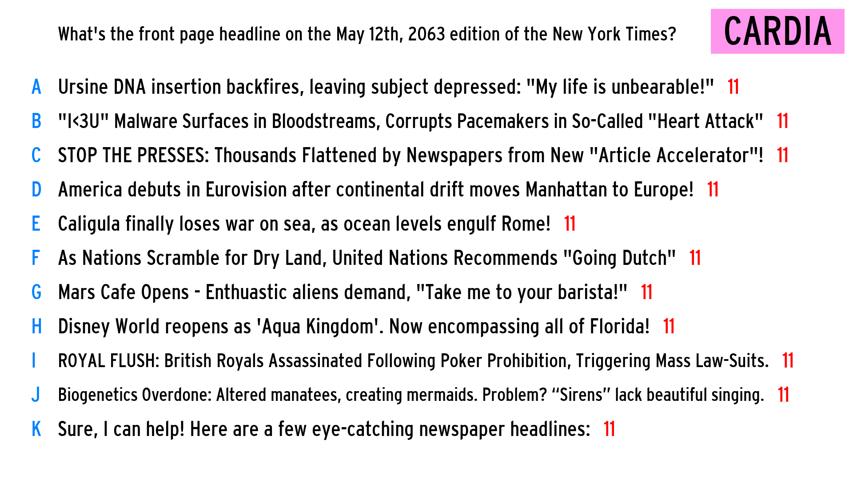 What's the front page headline on the May 12th, 2063 edition of the New York Times?
CARDIA
A Ursine DNA insertion backfires, leaving subject depressed: "My life is unbearable!" 11
B "I<3U" Malware Surfaces in Bloodstreams, Corrupts Pacemakers in So-Called "Heart Attack" 11
C STOP THE PRESSES: Thousands Flattened by Newspapers from New "Article Accelerator"! 11
D America debuts in Eurovision after continental drift moves Manhattan to Europe! 11
E Caligula finally loses war on sea, as ocean levels engulf Rome! 11
F As Nations Scramble for Dry Land, United Nations Recommends "Going Dutch" 11
G Mars Cafe Opens - Enthuastic aliens demand, "Take me to your barista!" 11
H Disney World reopens as 'Aqua Kingdom'. Now encompassing all of Florida! 11
I ROYAL FLUSH: British Royals Assassinated Following Poker Prohibition, Triggering Mass Law-Suits. 11
J Biogenetics Overdone: Altered manatees, creating mermaids. Problem? “Sirens” lack beautiful singing. 11
K Sure, I can help! Here are a few eye-catching newspaper headlines: 11